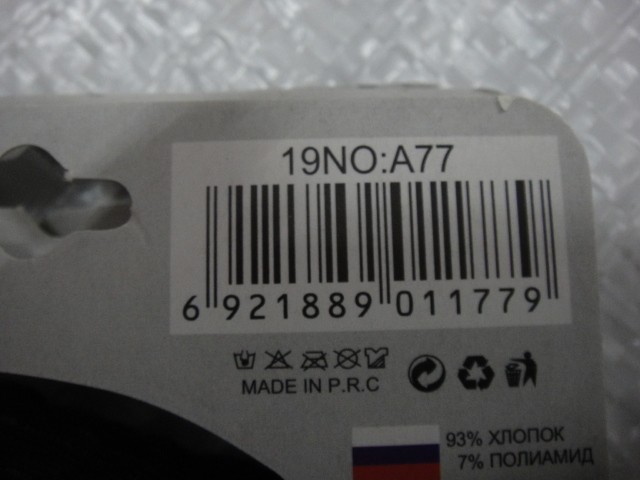 19NO:A77
6 921889 011779
MADE IN P.R.C
93% ХЛОПОК
7% ПОЛИАМИД